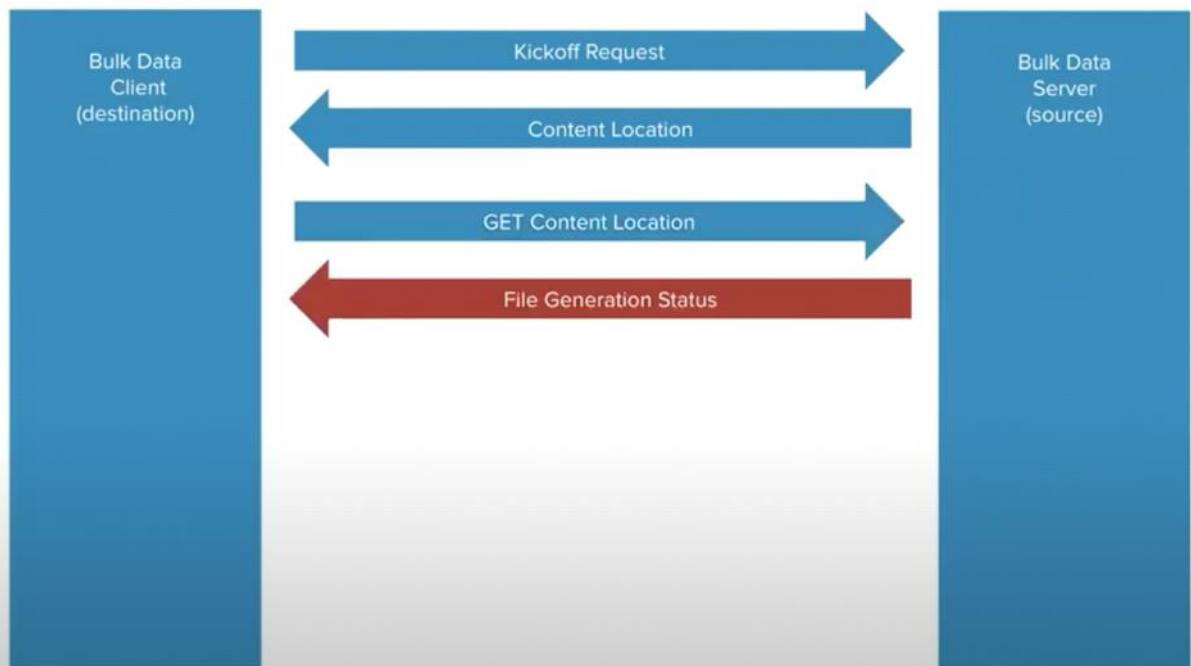 Bulk Data
Client
(destination)
Kickoff Request
Content Location
GET Content Location
File Generation Status
Bulk Data
Server
(source)